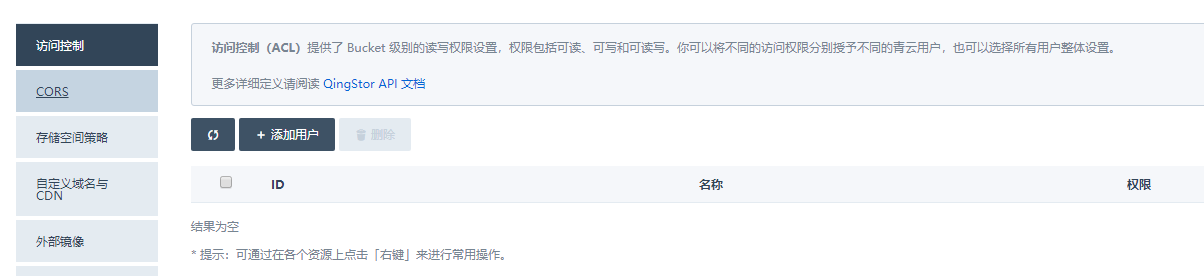 访问控制
CORS
存储空间策略
自定义域名与
CDN
外部镜像
访问控制（ACL）提供了 Bucket 级别的读写权限设置，权限包括可读、可写和可读写。你可以将不同的访问权限分别授予不同的青云用户，也可以选择所有用户整体设置。
更多详细定义请阅读 QingStor API 文档
+ 添加用户 删除
ID 名称 权限
结果为空
* 提示：可通过在各个资源上点击「右键」来进行常用操作。